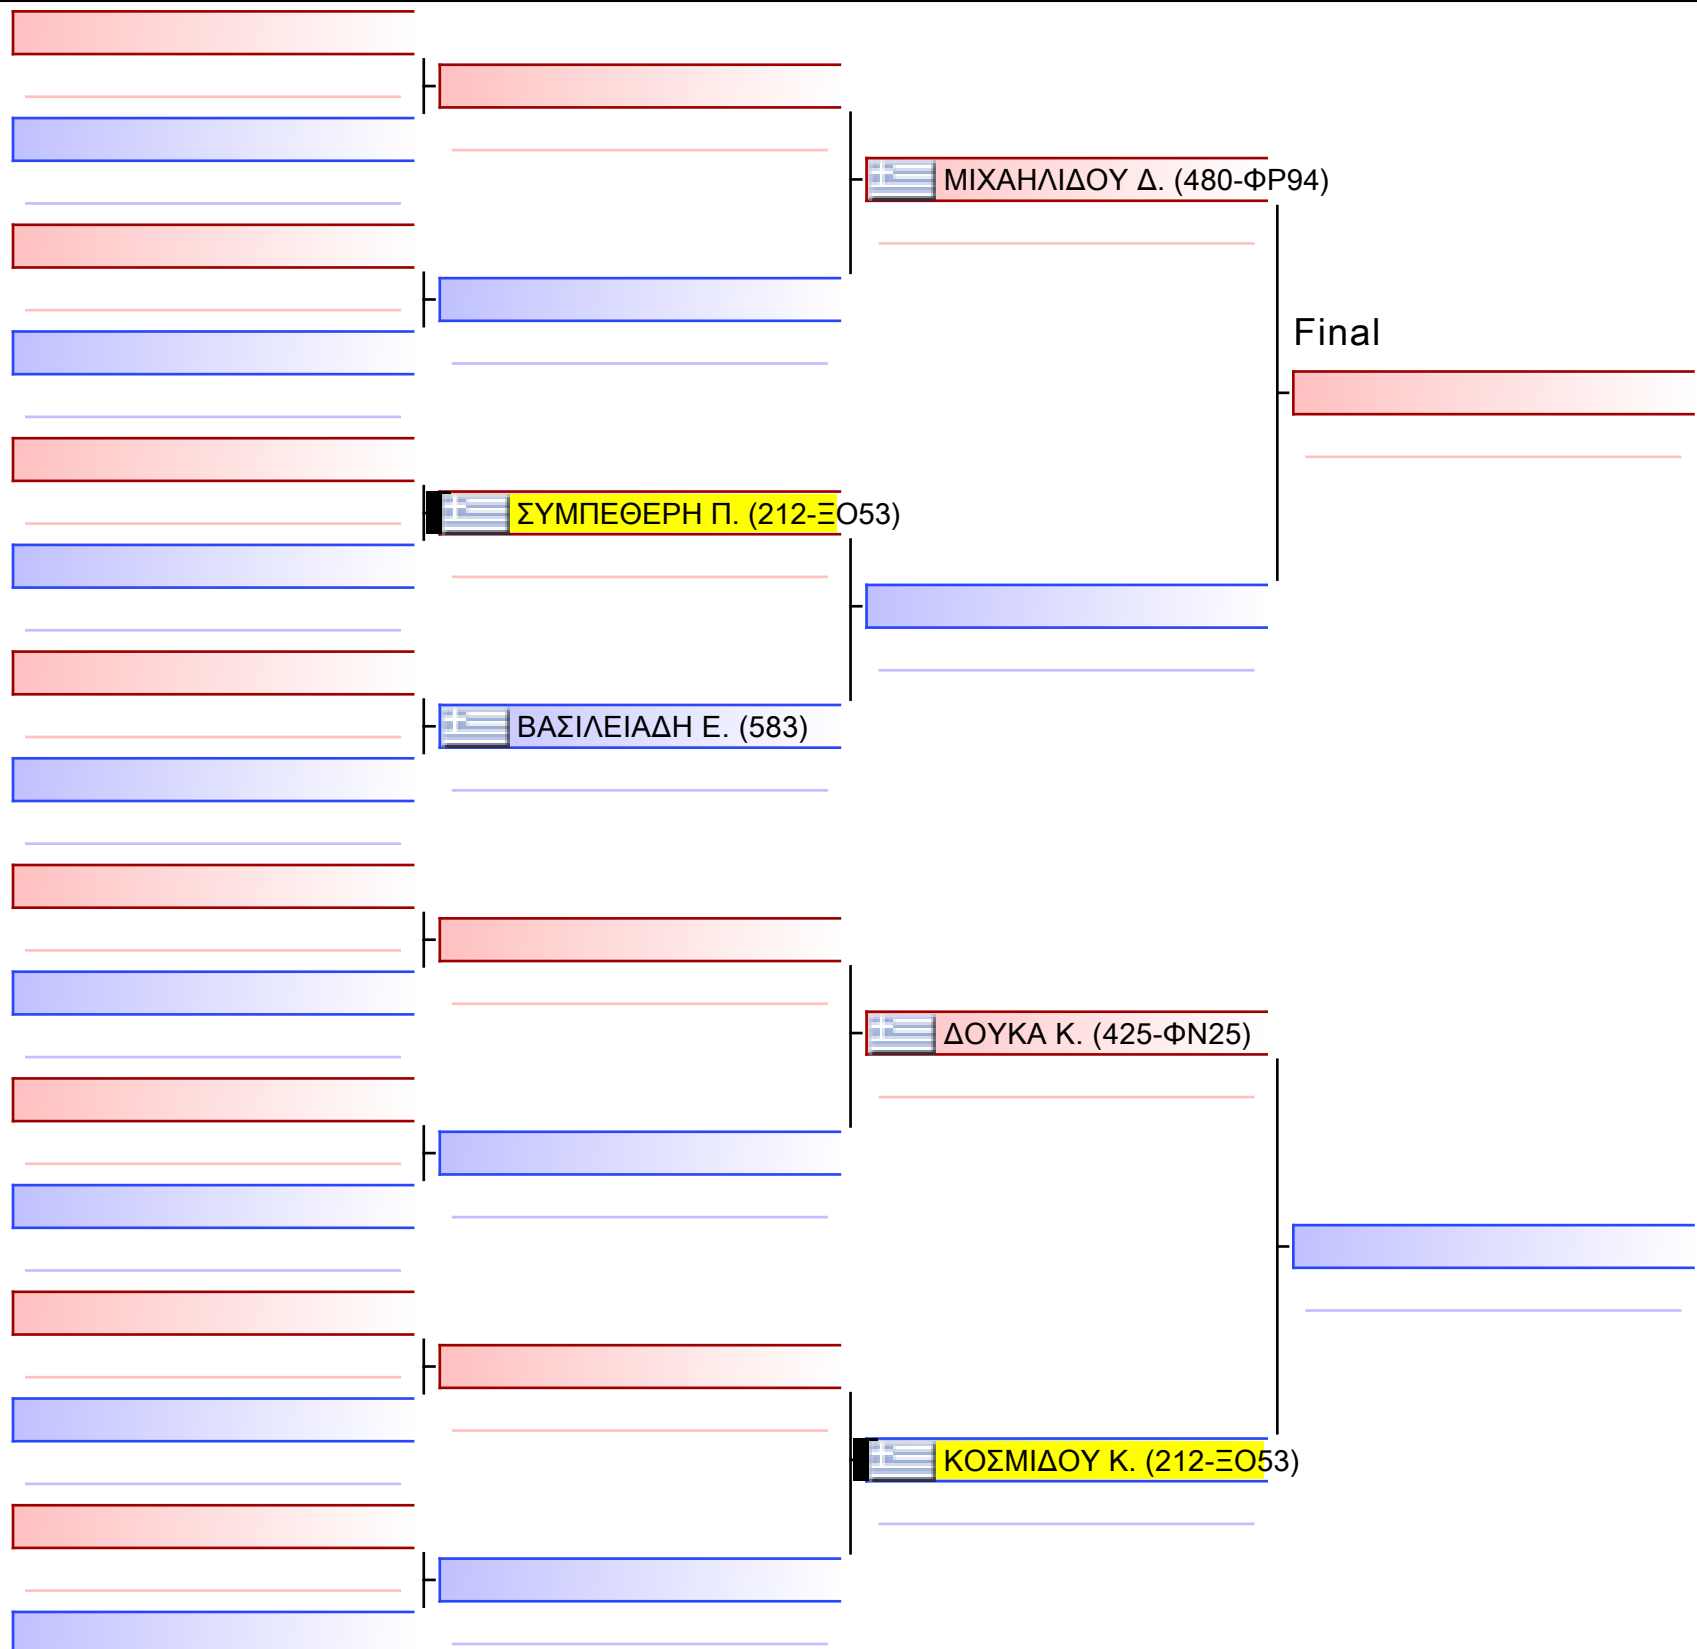 ΜΙΧΑΗΛΙΔΟΥ Δ. (480-ΦΡ94)
Final
ΣΥΜΠΕΘΕΡΗ Π. (212-ΞΟ53)
ΒΑΣΙΛΕΙΑΔΗ Ε. (583)
ΔΟΥΚΑ Κ. (425-ΦΝ25)
ΚΟΣΜΙΔΟΥ Κ. (212-ΞΟ53)